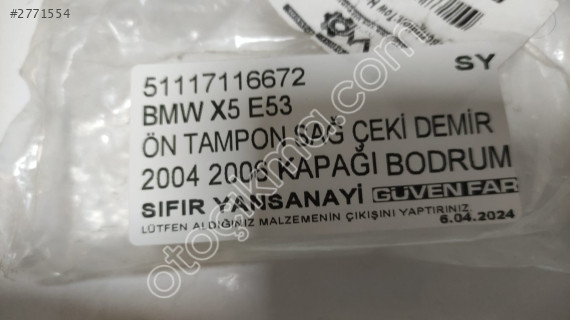 #2771554
51117116672 SY
BMW X5 E53
ÖN TAMPON SAĞ ÇEKİ DEMİR
2004 2006 KAPAĞI BODRUM
SIFIR YANSANAYİ GÜVEN FAR
LÜTFEN ALDIĞINIZ MALZEMENİN ÇIKIŞINI YAPTIRINIZ.
6.04.2024
otocikma.com